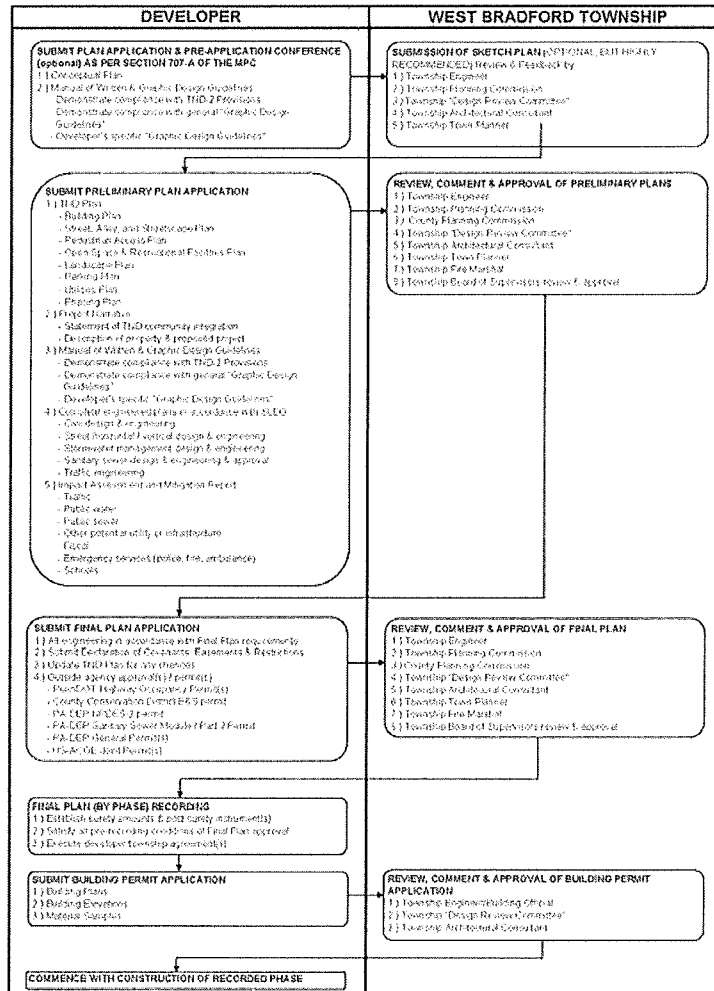 DEVELOPER
WEST BRADFORD TOWNSHIP
SUBMIT PLAN APPLICATION & PRE-APPLICATION CONFERENCE
(optional) AS PER SECTION 707-A OF THE MPC
1 ) Conceptual Plan
2 ) Manual of Written & Graphic Design Guidelines
Demonstrate compliance with TND-2 Provisions
Demonstrate compliance with general "Graphic Design
Guidelines"
- Developer's specific "Graphic Design Guidelines"
SUBMISSION OF SKETCH PLAN (OPTIONAL, BUT HIGHLY
RECOMMENDED) Review & Feedback by
1 ) Township Engineer
2 ) Township Planning Commission
3 ) Township "Design Review Committee"
4 ) Township Architectural Consultant
5 ) Township Town Planner
SUBMIT PRELIMINARY PLAN APPLICATION
1 ) TND Plan
- Building Plan
- Street, Alley, and Streetscape Plan
- Pedestrian Access Plan
- Open Space & Recreational Facilities Plan
- Landscape Plan
- Parking Plan
- Utilities Plan
- Phasing Plan
2 ) Project Narrative
- Statement of TND community integration
- Description of property & proposed project
3 ) Manual of Written & Graphic Design Guidelines
- Demonstrate compliance with TND-2 Provisions
- Demonstrate compliance with general "Graphic Design
Guidelines"
- Developer's specific "Graphic Design Guidelines"
4 ) Complete engineered plans in accordance with SLDO
- Civil design & engineering
- Street horizontal / vertical design & engineering
- Stormwater management design & engineering
- Sanitary sewer design & engineering & approval
- Traffic engineering
5 ) Impact Assessment and Mitigation Report
- Traffic
- Public water
- Public sewer
- Other potential utility or infrastructure
Fiscal
- Emergency services (police, fire, ambulance)
- Schools
REVIEW, COMMENT & APPROVAL OF PRELIMINARY PLANS
1 ) Township Engineer
2 ) Township Planning Commission
3 ) County Planning Commission
4 ) Township "Design Review Committee"
5 ) Township Architectural Consultant
6 ) Township Town Planner
7 ) Township Fire Marshal
8 ) Township Board of Supervisors review & approval
SUBMIT FINAL PLAN APPLICATION
1 ) All engineering in accordance with Final Plan requirements
2 ) Submit Declaration of Covenants, Easements & Restrictions
3 ) Update TND Plan for any changes
4 ) Outside agency approval(s) / permit(s)
- PennDOT Highway Occupancy Permit(s)
- County Conservation District E&S permit
- PA-DEP NPDES-2 permit
- PA-DEP Sanitary Sewer Module / Part 2 Permit
- PA-DEP General Permit(s)
- US-ACOE Joint Permit(s)
REVIEW, COMMENT & APPROVAL OF FINAL PLAN
1 ) Township Engineer
2 ) Township Planning Commission
3 ) County Planning Commission
4 ) Township "Design Review Committee"
5 ) Township Architectural Consultant
6 ) Township Town Planner
7 ) Township Fire Marshal
8 ) Township Board of Supervisors review & approval
FINAL PLAN (BY PHASE) RECORDING
1 ) Establish surety amounts & post surety instrument(s)
2 ) Satisfy all pre-recording conditions of Final Plan approval
3 ) Execute developer township agreement(s)
SUBMIT BUILDING PERMIT APPLICATION
1 ) Building Plans
2 ) Building Elevations
3 ) Material Samples
REVIEW, COMMENT & APPROVAL OF BUILDING PERMIT
APPLICATION
1 ) Township Engineer/Building Official
2 ) Township "Design Review Committee"
3 ) Township Architectural Consultant
COMMENCE WITH CONSTRUCTION OF RECORDED PHASE